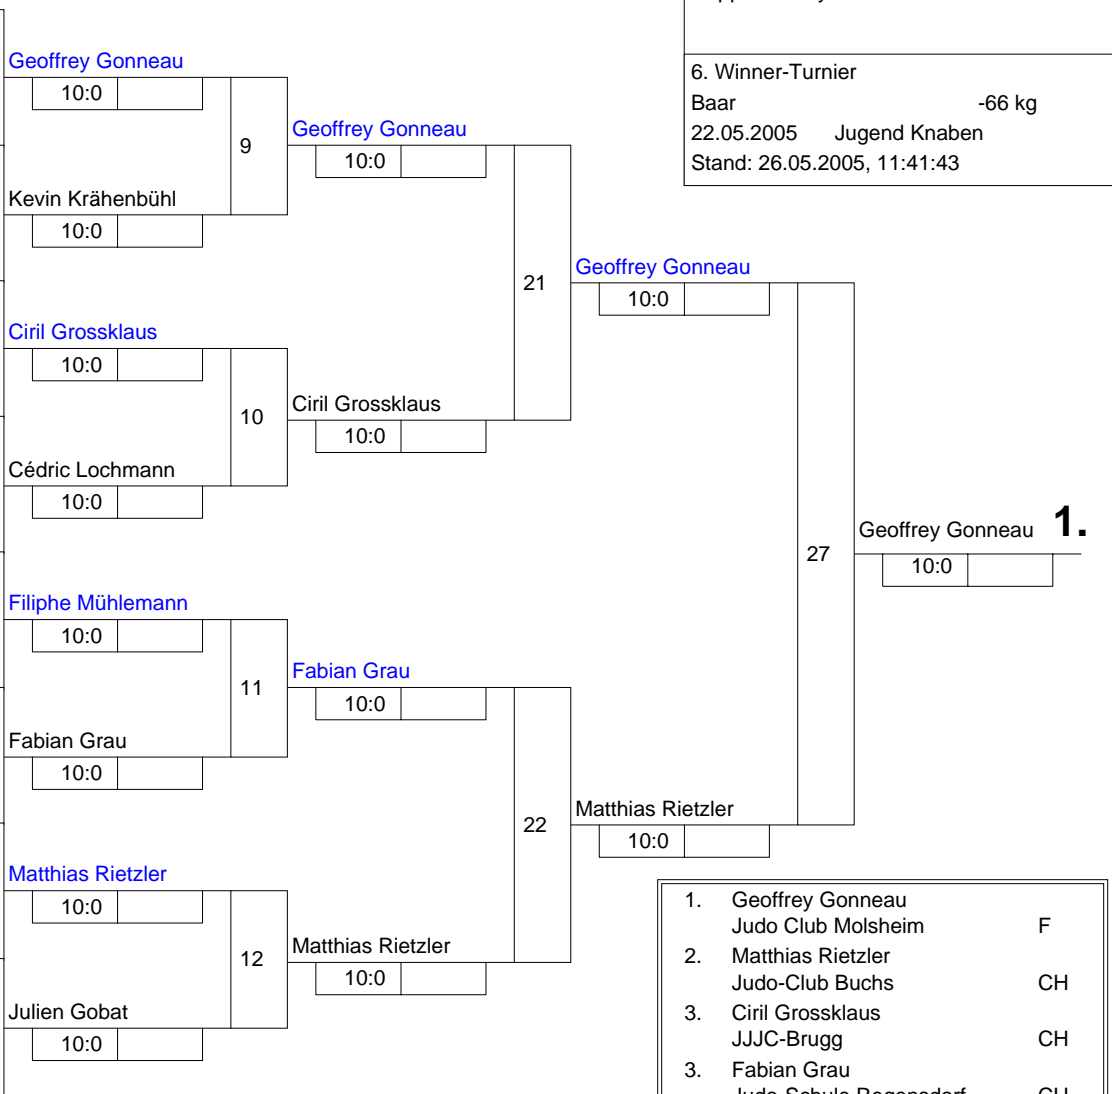 6. Winner-Turnier
Baar -66 kg
22.05.2005 Jugend Knaben
Stand: 26.05.2005, 11:41:43
Geoffrey Gonneau
10:0
9
Kevin Krähenbühl
10:0
Ciril Grossklaus
10:0
10
Cédric Lochmann
10:0
Filiphe Mühlemann
10:0
11
Fabian Grau
10:0
Matthias Rietzler
10:0
12
Julien Gobat
10:0
Geoffrey Gonneau
10:0
21
Ciril Grossklaus
10:0
Fabian Grau
10:0
22
Matthias Rietzler
10:0
Geoffrey Gonneau
10:0
27
Matthias Rietzler
10:0
Geoffrey Gonneau 1.
10:0
1. Geoffrey Gonneau
Judo Club Molsheim F
2. Matthias Rietzler
Judo-Club Buchs CH
3. Ciril Grossklaus
JJJC-Brugg CH
3. Fabian Grau
Judo-Schule Regensdorf CH